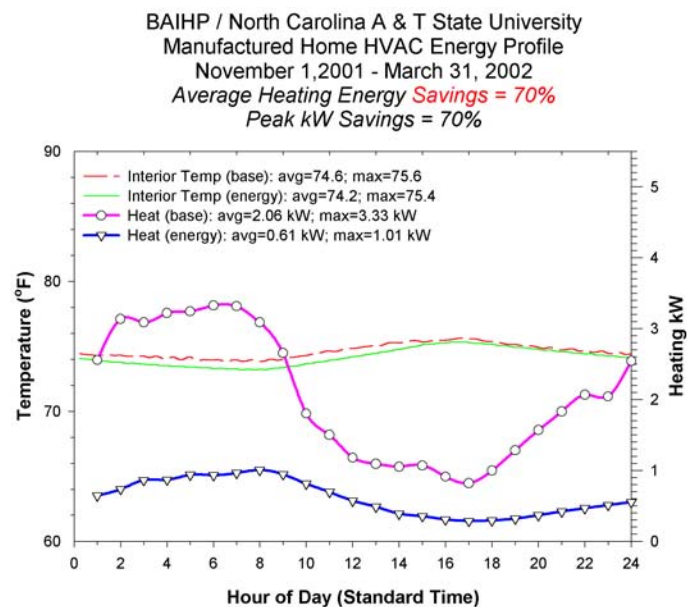 BAIHP / North Carolina A & T State University
Manufactured Home HVAC Energy Profile
November 1,2001 - March 31, 2002
Average Heating Energy Savings = 70%
Peak kW Savings = 70%
Interior Temp (base): avg=74.6; max=75.6
Interior Temp (energy): avg=74.2; max=75.4
Heat (base): avg=2.06 kW; max=3.33 kW
Heat (energy): avg=0.61 kW; max=1.01 kW
Temperature (°F)
90
80
70
60
Heating kW
5
4
3
2
1
0
0 2 4 6 8 10 12 14 16 18 20 22 24
Hour of Day (Standard Time)